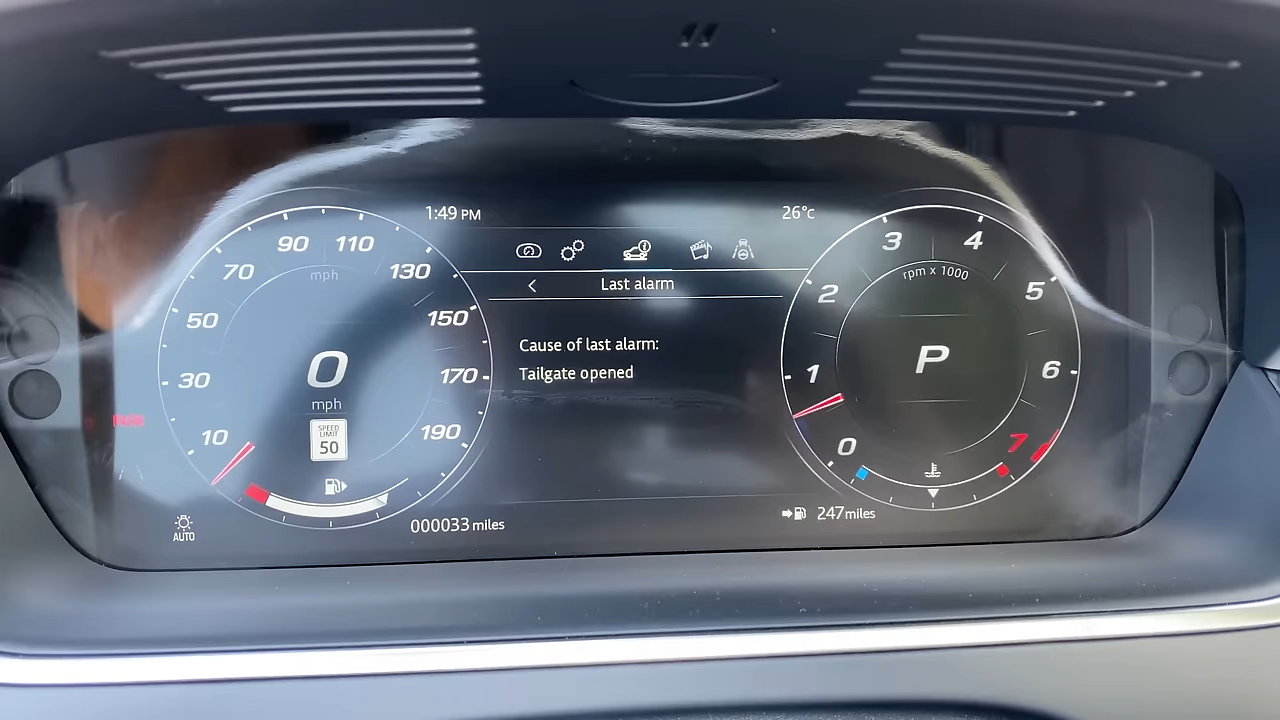 1:49 PM
26°c
Last alarm
Cause of last alarm:
Tailgate opened
10
30
50
70
90
110
130
150
170
190
mph
0
mph
SPEED
LIMIT
50
000033 miles
AUTO
PARK
0
1
2
3
4
5
6
7
rpm x 1000
P
247 miles